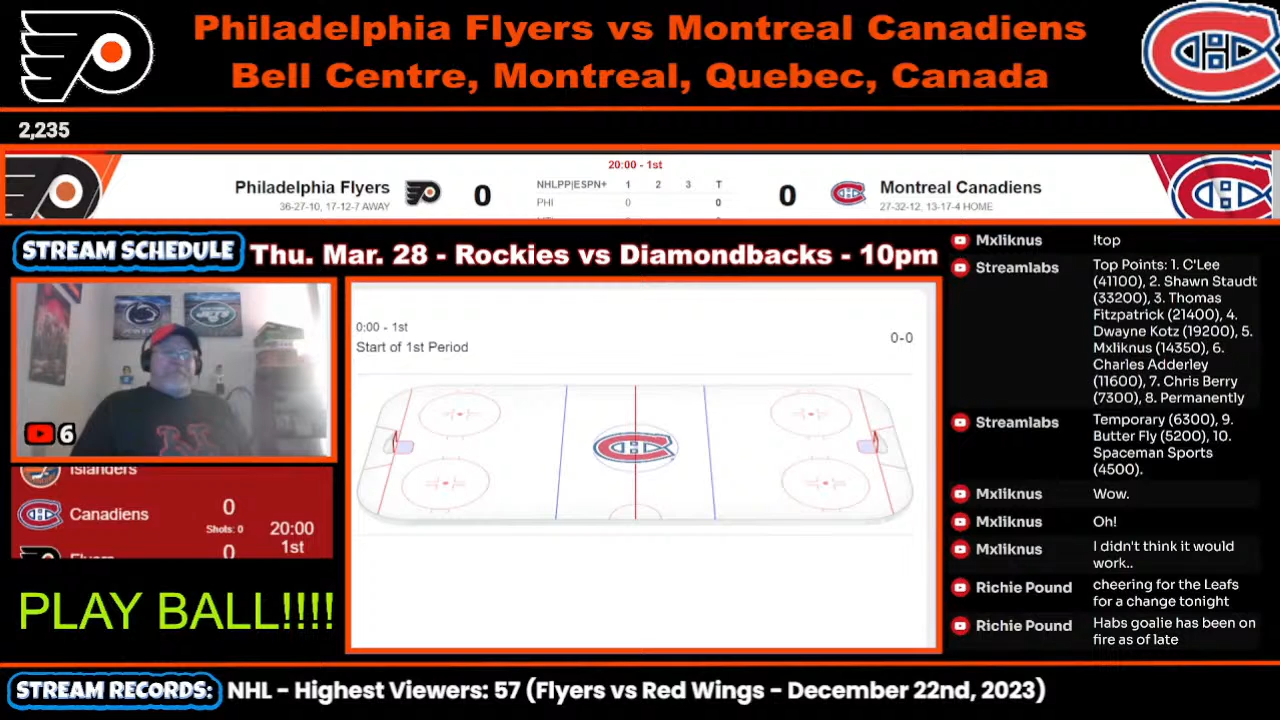 Philadelphia Flyers vs Montreal Canadiens
Bell Centre, Montreal, Quebec, Canada
2,235
20:00 - 1st
Philadelphia Flyers
36-27-10, 17-12-7 AWAY
0
NHLPP|ESPN+ 1 2 3 T
PHI 0 0
0
Montreal Canadiens
27-32-12, 13-17-4 HOME
STREAM SCHEDULE
Thu. Mar. 28 - Rockies vs Diamondbacks - 10pm
6
Islanders
Canadiens
0
Shots: 0
20:00
1st
Flyers
0
PLAY BALL!!!!
0:00 - 1st
Start of 1st Period
0-0
JETS
Mxliknus !top
Streamlabs Top Points: 1. C'Lee
(41100), 2. Shawn Staudt
(33200), 3. Thomas
Fitzpatrick (21400), 4.
Dwayne Kotz (19200), 5.
Mxliknus (14350), 6.
Charles Adderley
(11600), 7. Chris Berry
(7300), 8. Permanently
Streamlabs Temporary (6300), 9.
Butter Fly (5200), 10.
Spaceman Sports
(4500).
Mxliknus Wow.
Mxliknus Oh!
Mxliknus I didn't think it would
work..
Richie Pound cheering for the Leafs
for a change tonight
Richie Pound Habs goalie has been on
fire as of late
STREAM RECORDS:
NHL - Highest Viewers: 57 (Flyers vs Red Wings - December 22nd, 2023)